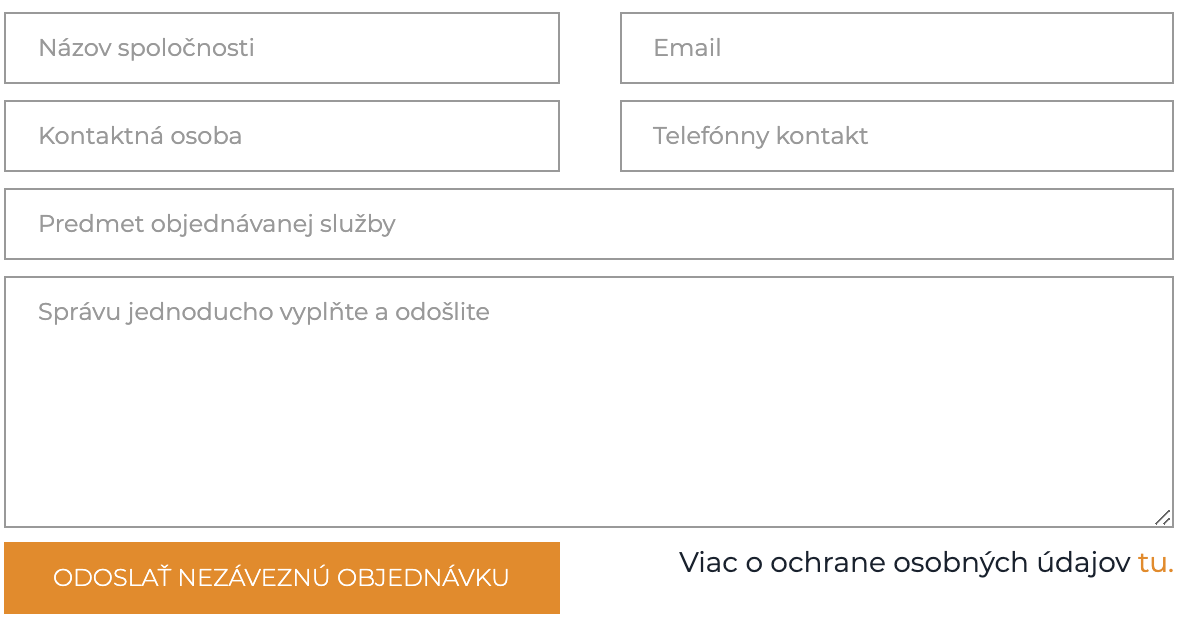 Názov spoločnosti
Email
Kontaktná osoba
Telefónny kontakt
Predmet objednávanej služby
Správu jednoducho vyplňte a odošlite
ODOSLAŤ NEZÁVEZNÚ OBJEDNÁVKU
Viac o ochrane osobných údajov tu.